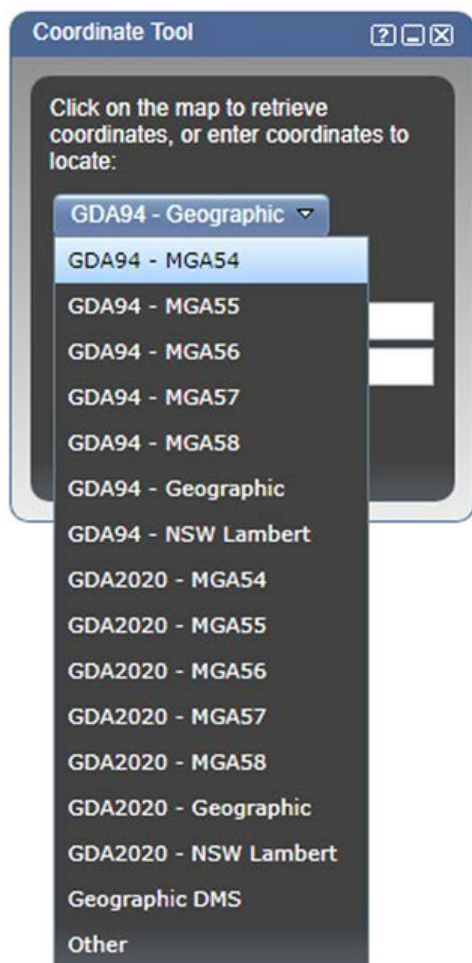 Coordinate Tool
Click on the map to retrieve
coordinates, or enter coordinates to
locate:
GDA94 - Geographic
GDA94 - MGA54
GDA94 - MGA55
GDA94 - MGA56
GDA94 - MGA57
GDA94 - MGA58
GDA94 - Geographic
GDA94 - NSW Lambert
GDA2020 - MGA54
GDA2020 - MGA55
GDA2020 - MGA56
GDA2020 - MGA57
GDA2020 - MGA58
GDA2020 - Geographic
GDA2020 - NSW Lambert
Geographic DMS
Other